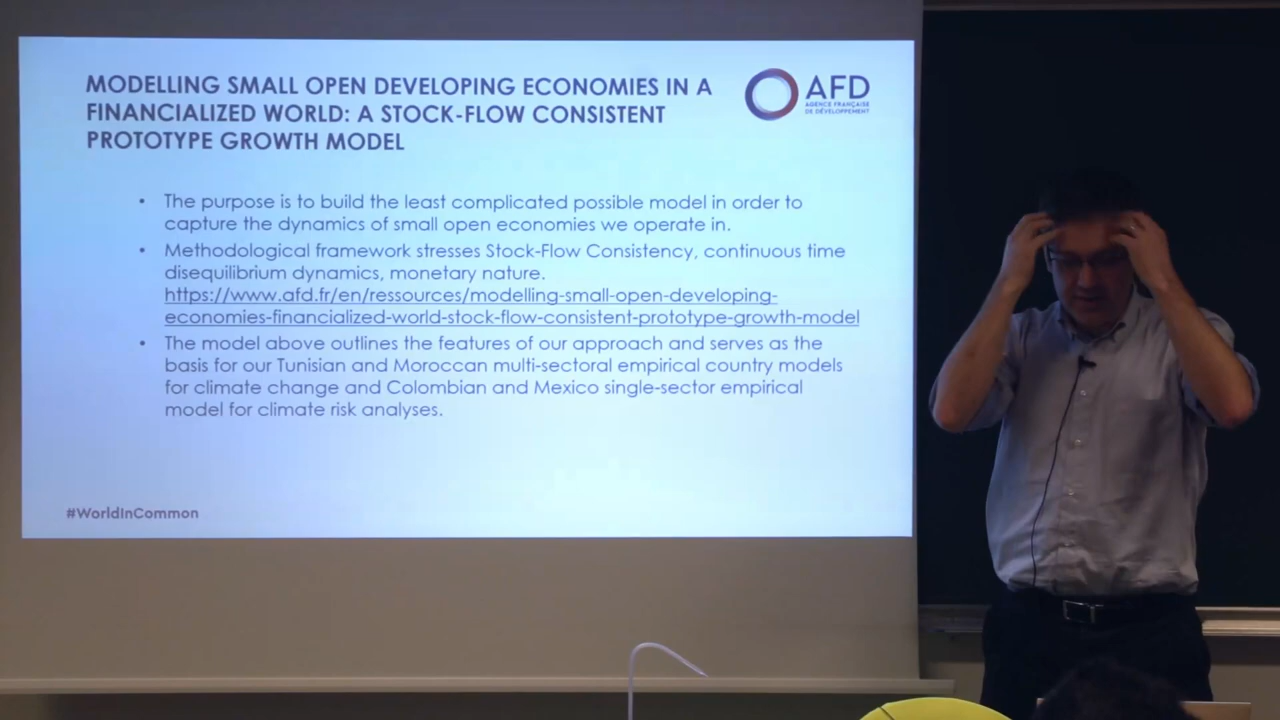 MODELLING SMALL OPEN DEVELOPING ECONOMIES IN A
FINANCIALIZED WORLD: A STOCK-FLOW CONSISTENT
PROTOTYPE GROWTH MODEL
AFD
AGENCE FRANÇAISE
DE DÉVELOPPEMENT
• The purpose is to build the least complicated possible model in order to
capture the dynamics of small open economies we operate in.
• Methodological framework stresses Stock-Flow Consistency, continuous time
disequilibrium dynamics, monetary nature.
https://www.afd.fr/en/ressources/modelling-small-open-developing-
economies-financialized-world-stock-flow-consistent-prototype-growth-model
• The model above outlines the features of our approach and serves as the
basis for our Tunisian and Moroccan multi-sectoral empirical country models
for climate change and Colombian and Mexico single-sector empirical
model for climate risk analyses.
#WorldInCommon